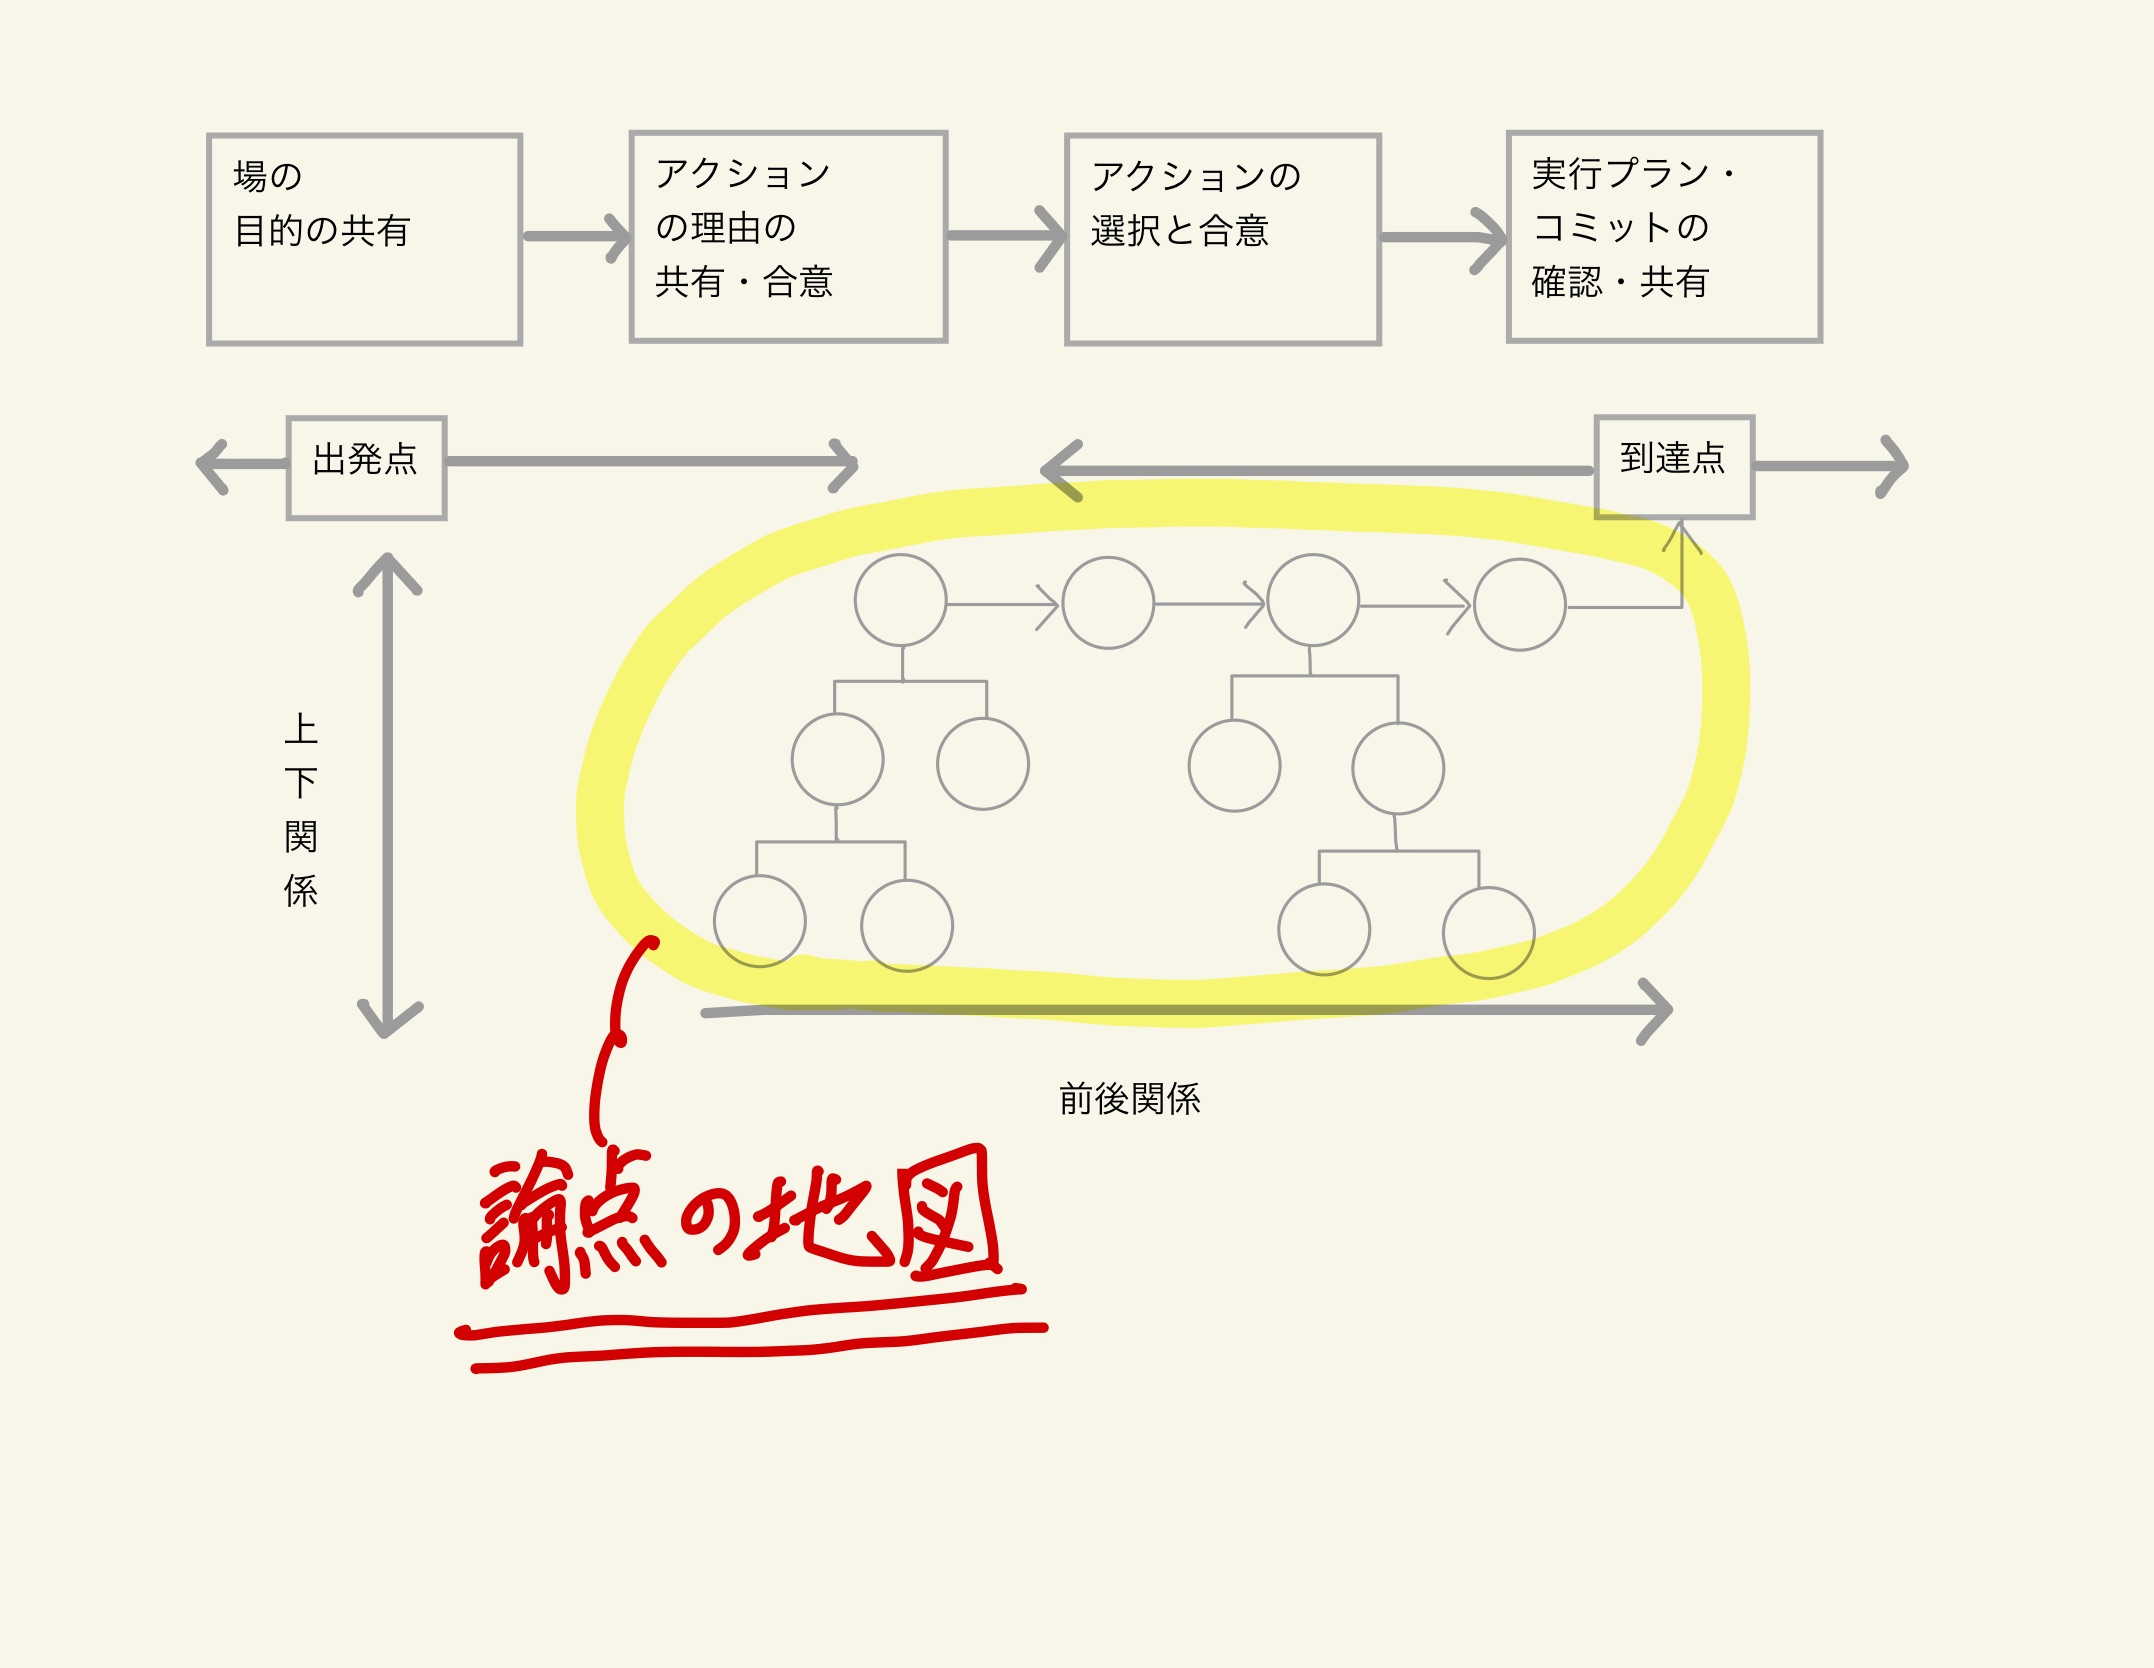 場の
目的の共有
アクション
の理由の
共有・合意
アクションの
選択と合意
実行プラン・
コミットの
確認・共有
出発点
到達点
上下関係
前後関係
論点の地図